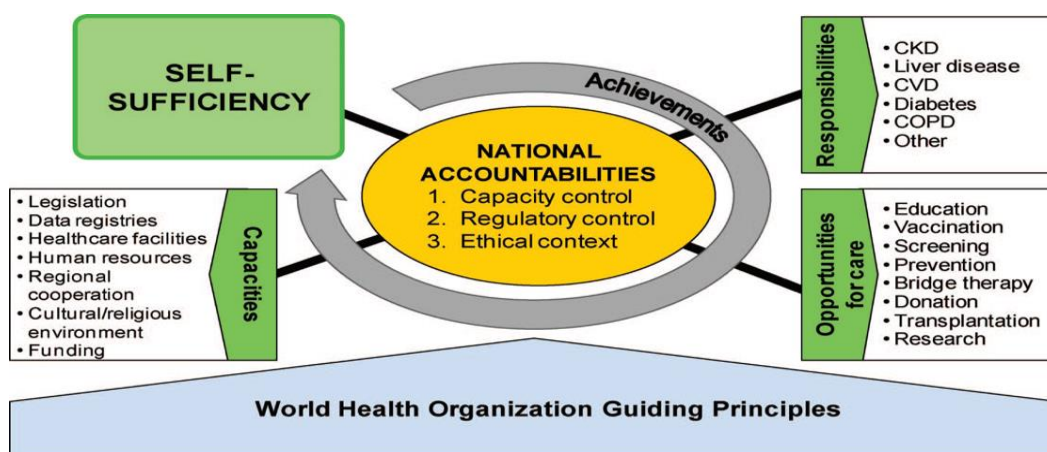 SELF-
SUFFICIENCY
Achievements
NATIONAL
ACCOUNTABILITIES
1. Capacity control
2. Regulatory control
3. Ethical context
Responsibilities
• CKD
• Liver disease
• CVD
• Diabetes
• COPD
• Other
• Legislation
• Data registries
• Healthcare facilities
• Human resources
• Regional
cooperation
• Cultural/religious
environment
• Funding
Capacities
Opportunities
for care
• Education
• Vaccination
• Screening
• Prevention
• Bridge therapy
• Donation
• Transplantation
• Research
World Health Organization Guiding Principles